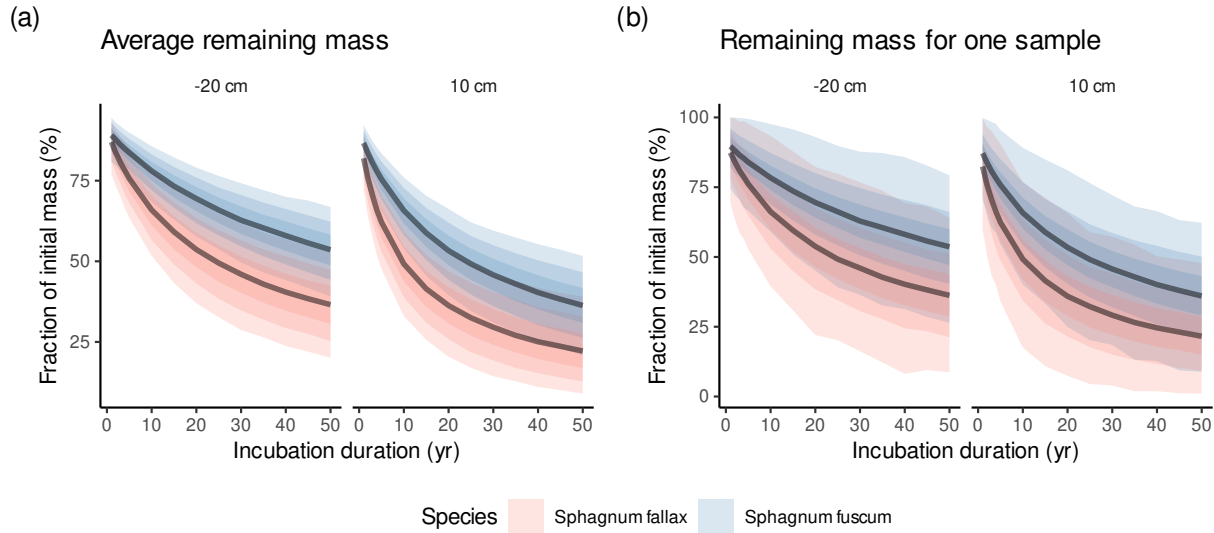 (a)
Average remaining mass
-20 cm
10 cm
Fraction of initial mass (%)
75
50
25
0 10 20 30 40 50
0 10 20 30 40 50
Incubation duration (yr)
(b)
Remaining mass for one sample
-20 cm
10 cm
Fraction of initial mass (%)
100
75
50
25
0
0 10 20 30 40 50
0 10 20 30 40 50
Incubation duration (yr)
Species Sphagnum fallax Sphagnum fuscum